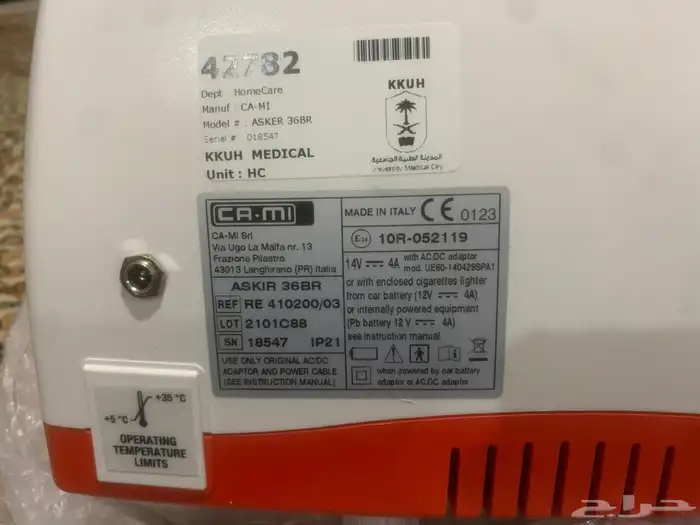 42782
Dept HomeCare
Manuf CA-MI
Model # . ASKER 36BR
Serial # 018547
KKUH MEDICAL
Unit : HC
KKUH
المدينة الطبية الجامعية
University Medical City
CA-MI
CA-MI Srl
Via Ugo La Malfa nr. 13
Frazione Pilastro
43013 Langhirano (PR) Italia
ASKIR 36BR
REF RE 410200/03
LOT 2101C88
SN 18547 IP21
USE ONLY ORIGINAL AC/DC
ADAPTOR AND POWER CABLE
(SEE INSTRUCTION MANUAL)
MADE IN ITALY CE 0123
10R-052119
14V 4A with AC/DC adaptor
mod. UE60-140429SPA1
or with enclosed cigarettes lighter
from car battery (12V 4A)
or internally powered equipment
(Pb battery 12 V 4A)
see instruction manual
when powered by car battery
adaptor or AC/DC adaptor
+35 °C
+5 °C
OPERATING
TEMPERATURE
LIMITS
حراج